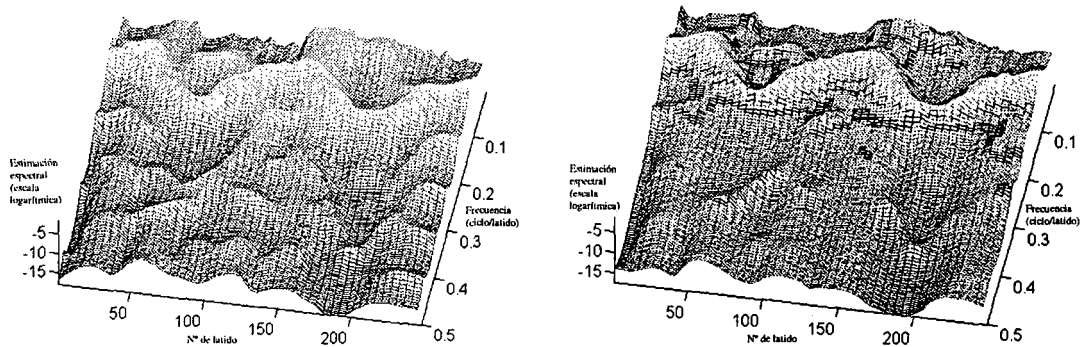 Estimación
espectral
(escala
logarítmica)
-5
-10
-15
50
100
150
200
Nº de latido
0.1
0.2
0.3
0.4
0.5
Frecuencia
(ciclo/latido)
Estimación
espectral
(escala
logarítmica)
-5
-10
-15
50
100
150
200
Nº de latido
0.1
0.2
0.3
0.4
0.5
Frecuencia
(ciclo/latido)